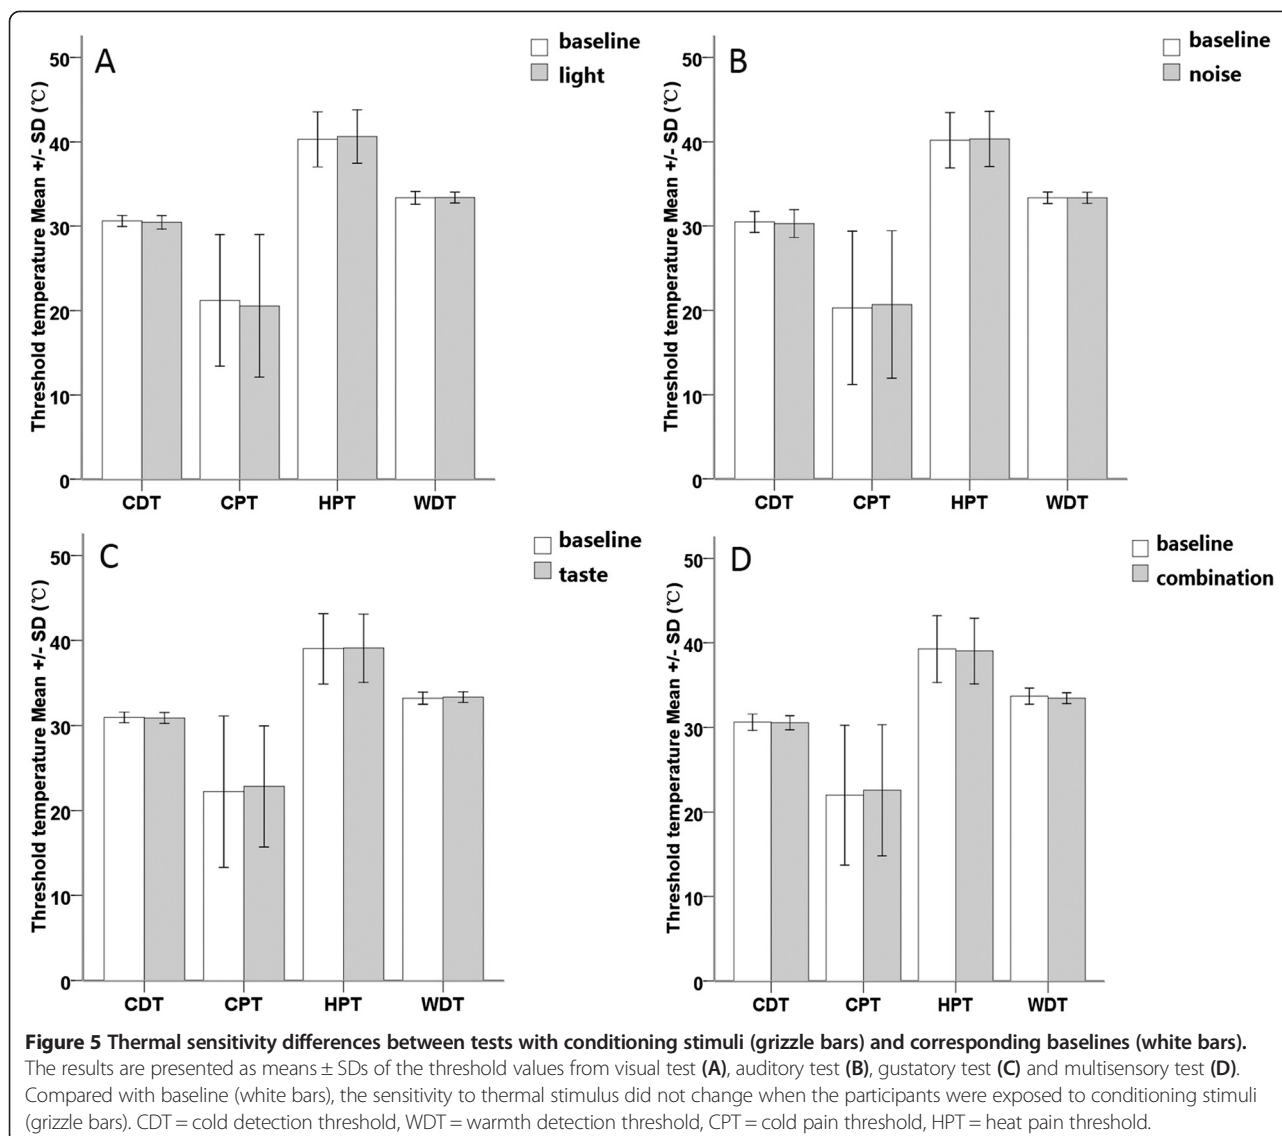 A
baseline
light
Threshold temperature Mean +/- SD (℃)
50
40
30
20
10
0
CDT CPT HPT WDT
B
baseline
noise
Threshold temperature Mean +/- SD (℃)
50
40
30
20
10
0
CDT CPT HPT WDT
C
baseline
taste
Threshold temperature Mean +/- SD (℃)
50
40
30
20
10
0
CDT CPT HPT WDT
D
baseline
combination
Threshold temperature Mean +/- SD (℃)
50
40
30
20
10
0
CDT CPT HPT WDT
Figure 5 Thermal sensitivity differences between tests with conditioning stimuli (grizzle bars) and corresponding baselines (white bars).
The results are presented as means ± SDs of the threshold values from visual test (A), auditory test (B), gustatory test (C) and multisensory test (D).
Compared with baseline (white bars), the sensitivity to thermal stimulus did not change when the participants were exposed to conditioning stimuli
(grizzle bars). CDT = cold detection threshold, WDT = warmth detection threshold, CPT = cold pain threshold, HPT = heat pain threshold.